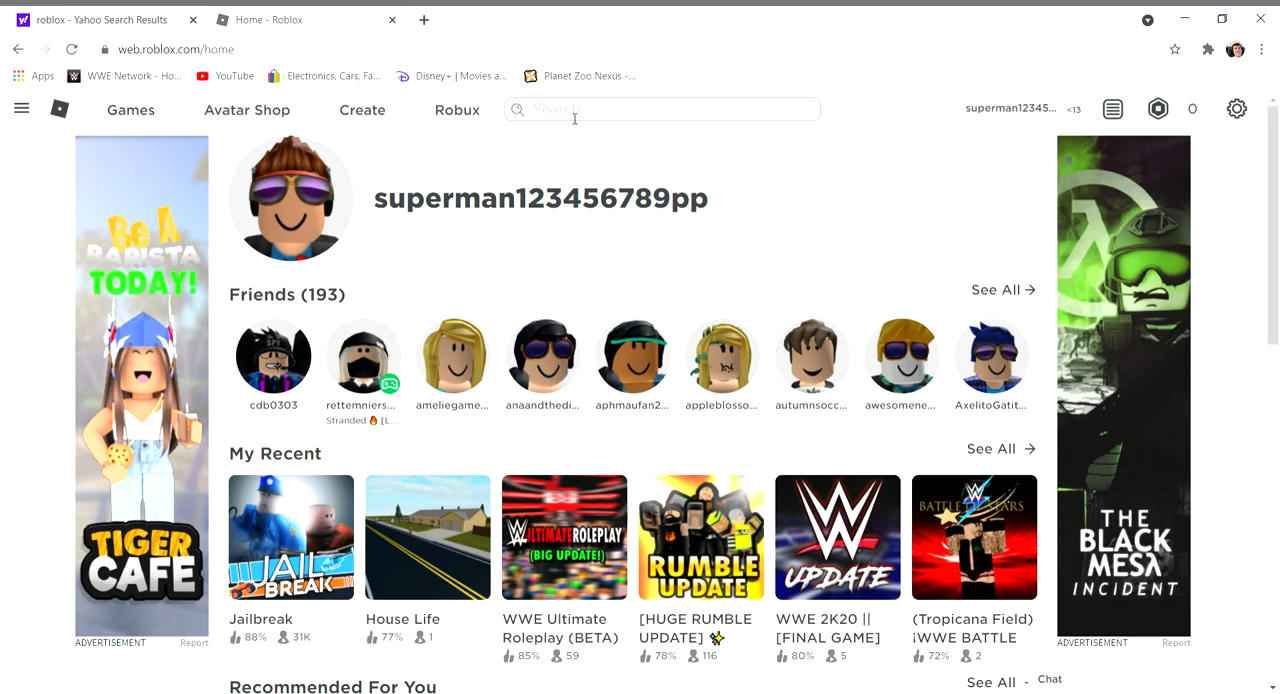 roblox - Yahoo Search Results
Home - Roblox
web.roblox.com/home
Apps
WWE Network - Ho...
YouTube
Electronics, Cars, Fa...
Disney+ | Movies a...
Planet Zoo Nexus -...
Games
Avatar Shop
Create
Robux
Search
superman12345...
<13
0
superman123456789pp
Be A
BARISTA
TODAY!
TIGER
CAFE
ADVERTISEMENT
Report
Friends (193)
See All →
SPY
cdb0303
rettemniers...
Stranded 🔥 [L...
ameliegame...
anaandthedi...
aphmaufan2...
appleblosso...
autumnsocc...
awesomene...
AxelitoGatit...
My Recent
See All →
JAIL
BREAK
Jailbreak
88% 31K
House Life
77% 1
ULTIMATE ROLEPLAY
(BIG UPDATE!)
WWE Ultimate
Roleplay (BETA)
85% 59
RUMBLE
UPDATE
[HUGE RUMBLE
UPDATE] ✨
78% 116
UPDATE
WWE 2K20 ||
[FINAL GAME]
80% 5
BATTLE OF STARS
(Tropicana Field)
¡WWE BATTLE
72% 2
THE
BLACK
MESA
INCIDENT
ADVERTISEMENT
Report
Recommended For You
See All -
Chat